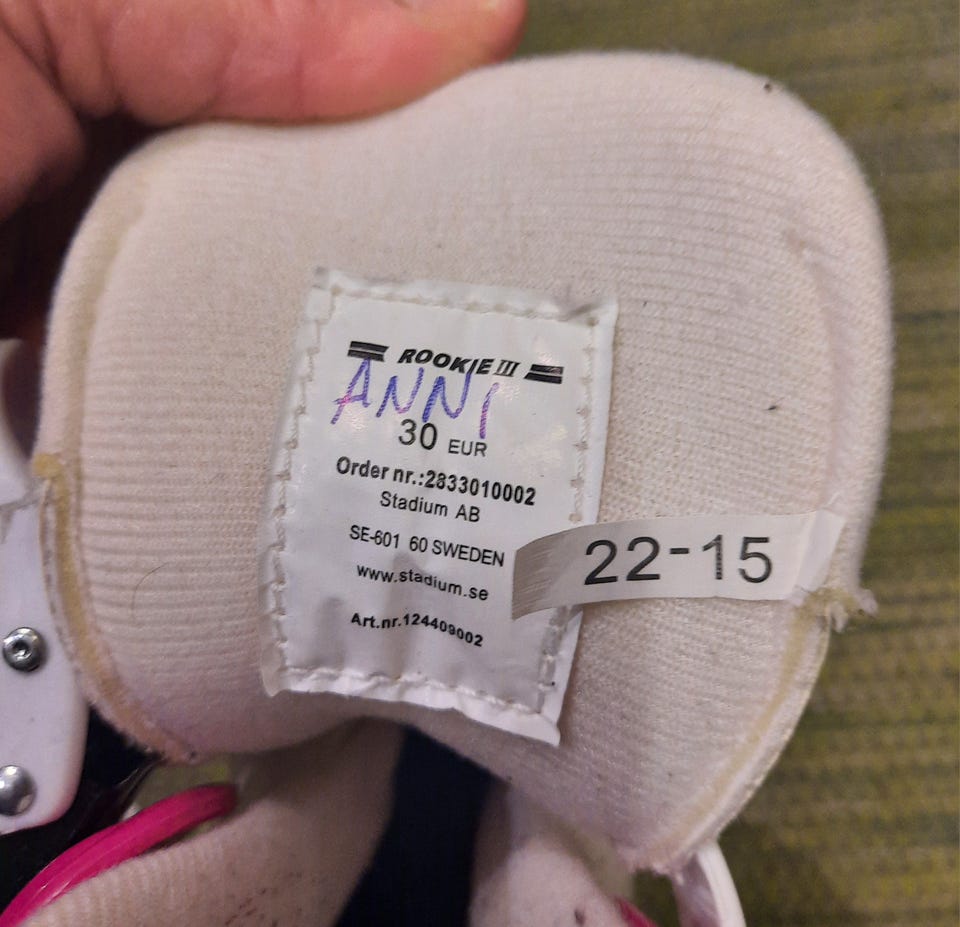 ROOKIE III
ANNI
30 EUR
Order nr.:2833010002
Stadium AB
SE-601 60 SWEDEN
www.stadium.se
Art.nr.124409002
22-15